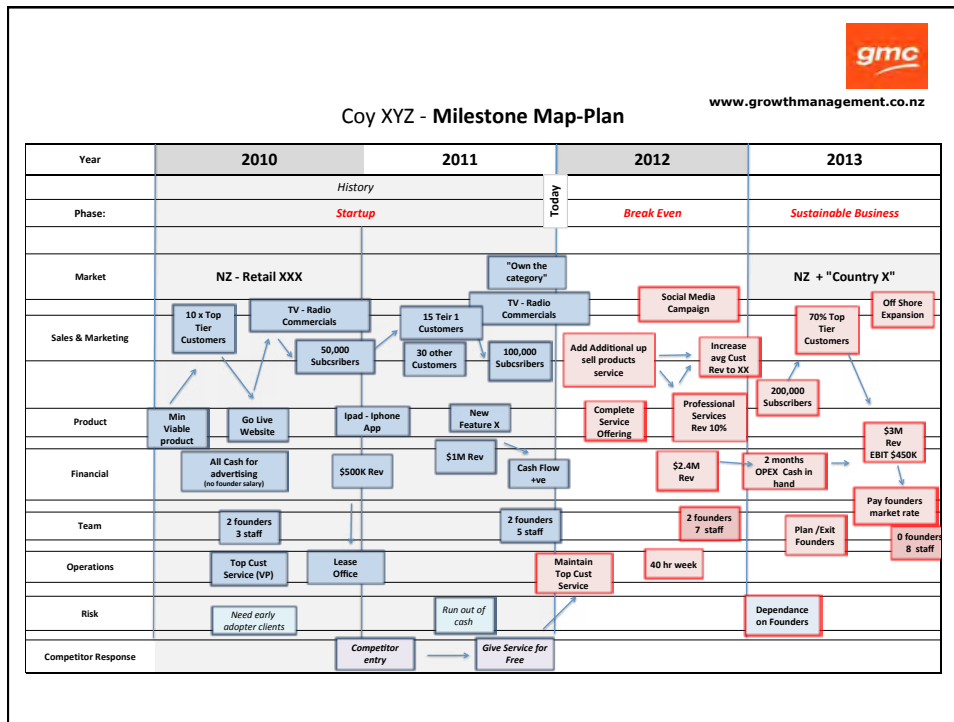 gmc
www.growthmanagement.co.nz
Coy XYZ - Milestone Map-Plan
Year
2010
2011
2012
2013
History
Today
Phase:
Startup
Break Even
Sustainable Business
Market
NZ - Retail XXX
"Own the
category"
NZ + "Country X"
Sales & Marketing
10 x Top
Tier
Customers
TV - Radio
Commercials
50,000
Subcsribers
15 Teir 1
Customers
30 other
Customers
TV - Radio
Commercials
100,000
Subscribers
Add Additional up
sell products
service
Social Media
Campaign
Increase
avg Cust
Rev to XX
70% Top
Tier
Customers
Off Shore
Expansion
200,000
Subscribers
Product
Min
Viable
product
Go Live
Website
Ipad - Iphone
App
New
Feature X
Complete
Service
Offering
Professional
Services
Rev 10%
Financial
All Cash for
advertising
(no founder salary)
$500K Rev
$1M Rev
Cash Flow
+ve
$2.4M
Rev
2 months
OPEX Cash in
hand
$3M
Rev
EBIT $450K
Pay founders
market rate
Team
2 founders
3 staff
2 founders
5 staff
2 founders
7 staff
Plan /Exit
Founders
0 founders
8 staff
Operations
Top Cust
Service (VP)
Lease
Office
Maintain
Top Cust
Service
40 hr week
Risk
Need early
adopter clients
Run out of
cash
Dependance
on Founders
Competitor Response
Competitor
entry
Give Service for
Free